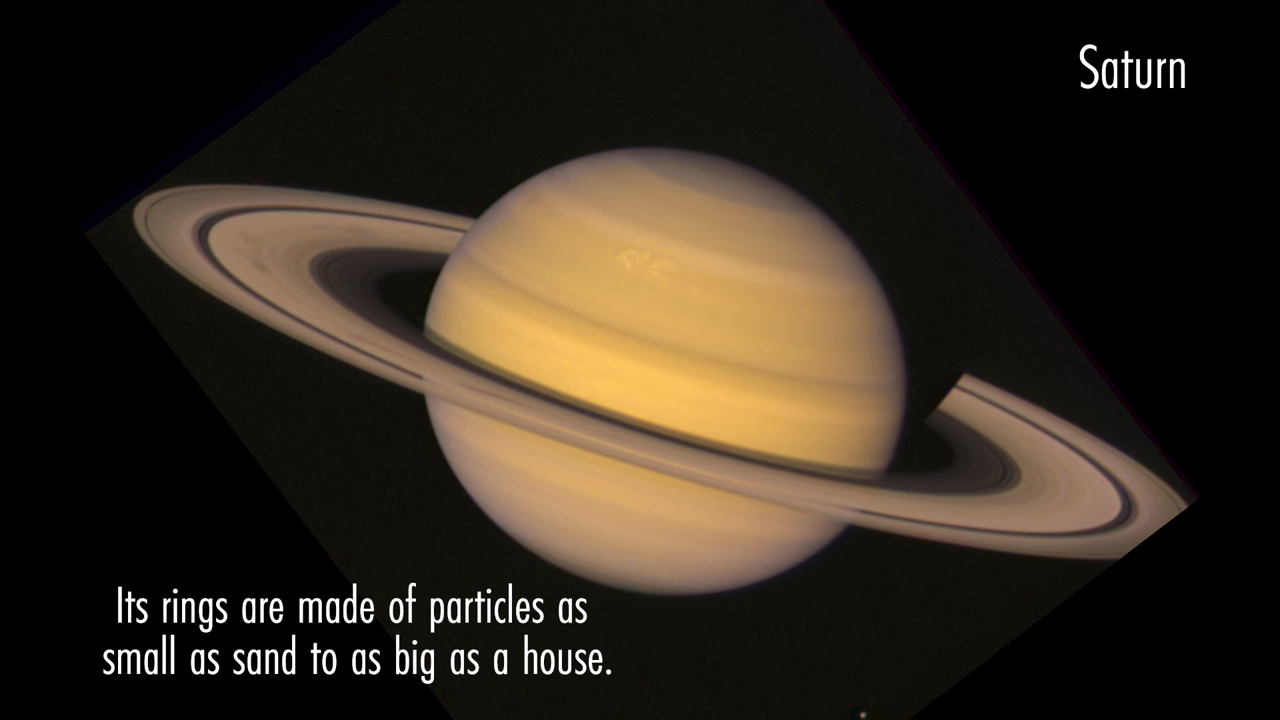 Saturn
Its rings are made of particles as
small as sand to as big as a house.